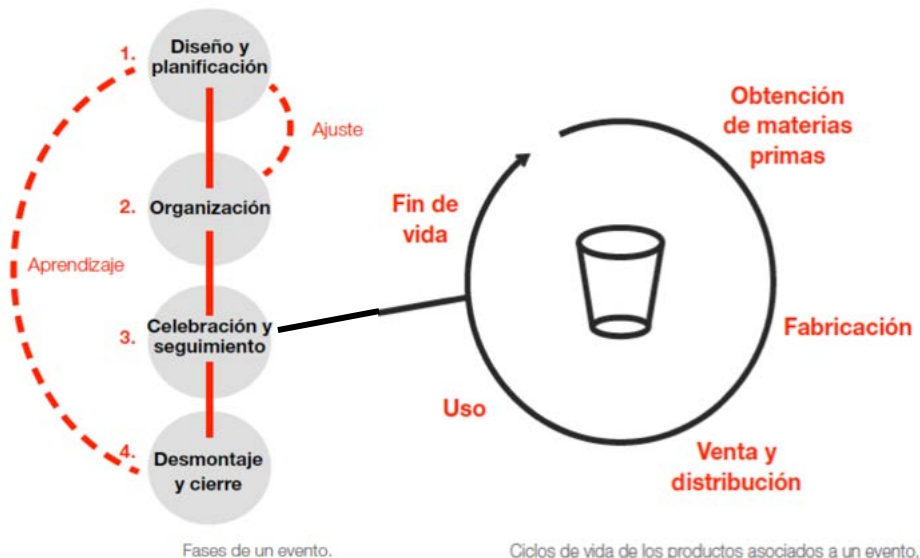 1.
Diseño y
planificación
Ajuste
2.
Organización
Aprendizaje
3.
Celebración y
seguimiento
4.
Desmontaje
y cierre
Fases de un evento.
Obtención
de materias
primas
Fabricación
Venta y
distribución
Uso
Fin de
vida
Ciclos de vida de los productos asociados a un evento.